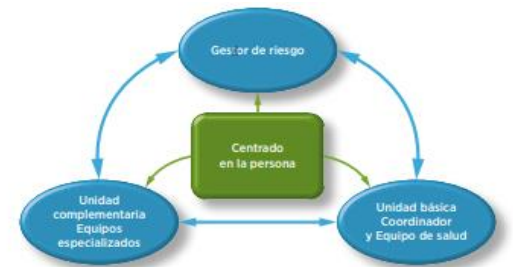 Gestor de riesgo
Centrado
en la persona
Unidad
complementaria
Equipos
especializados
Unidad básica
Coordinador
y Equipo de salud